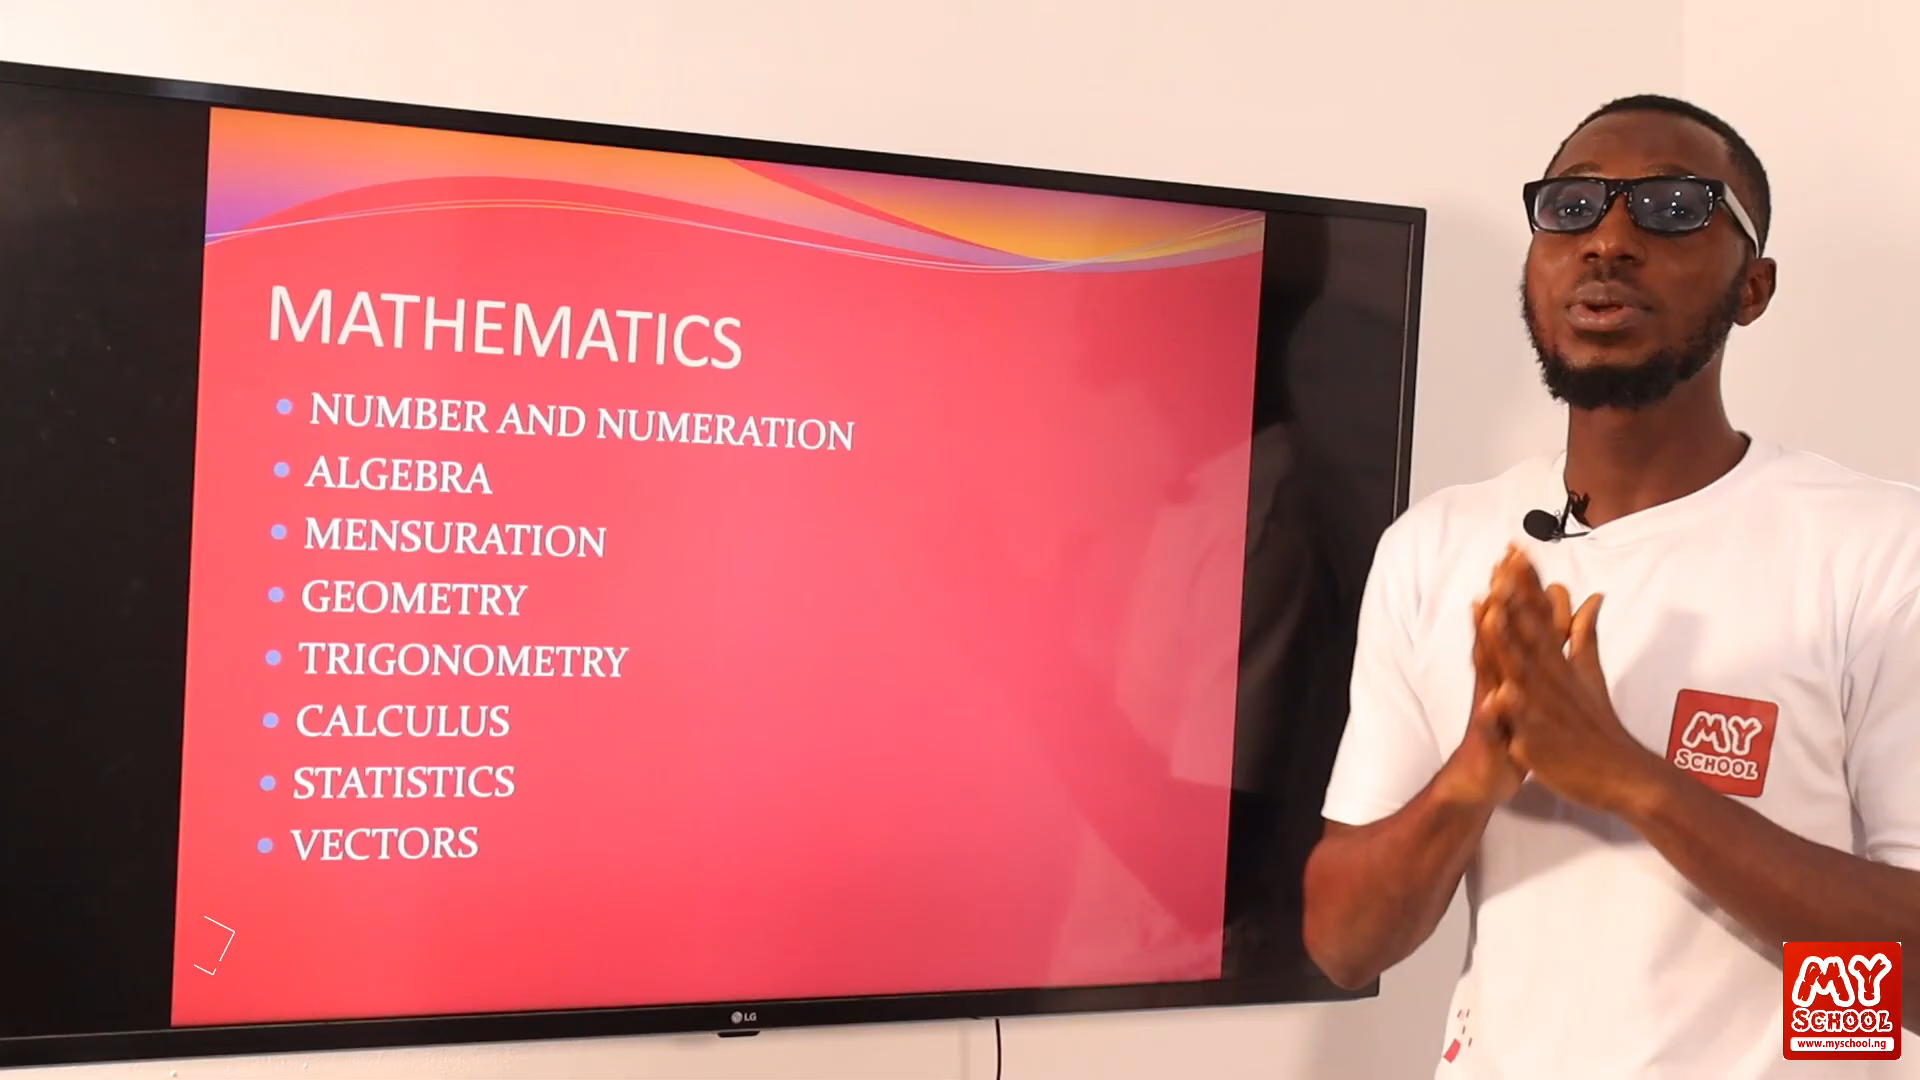 MATHEMATICS
NUMBER AND NUMERATION
ALGEBRA
MENSURATION
GEOMETRY
TRIGONOMETRY
CALCULUS
STATISTICS
VECTORS
LG
MY
SCHOOL
MY
SCHOOL
www.myschool.ng